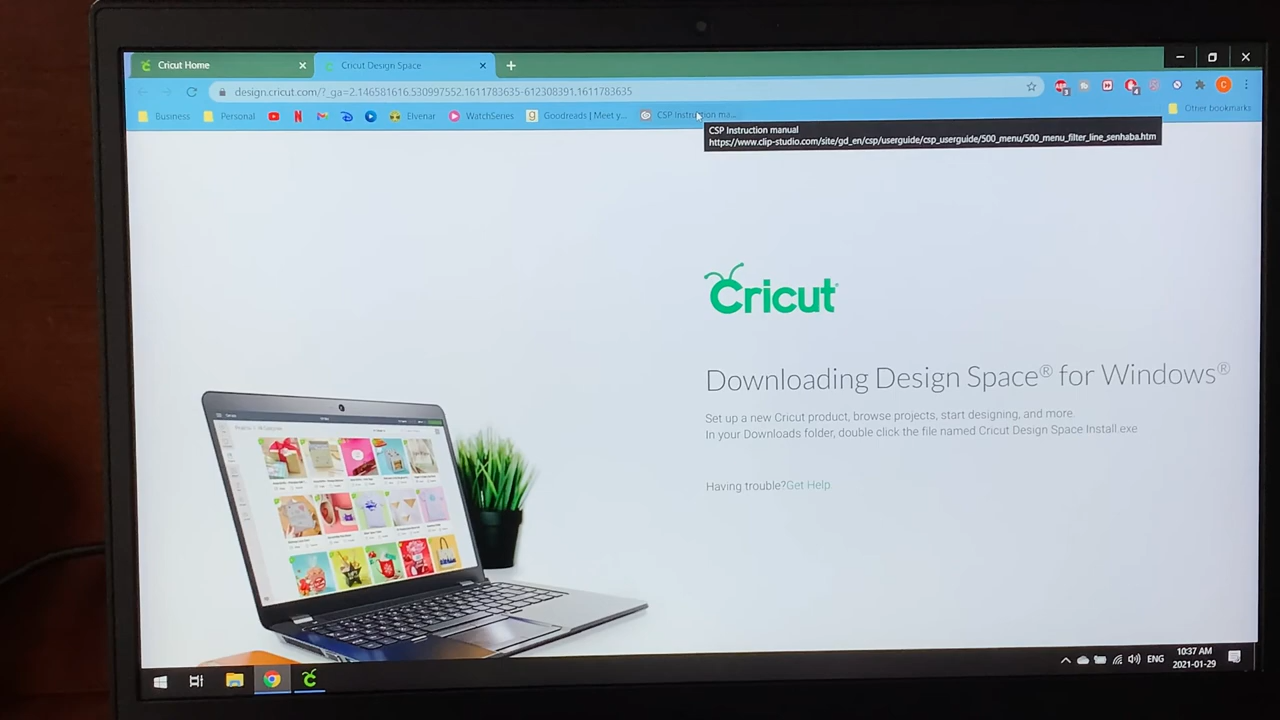 Cricut Home
Cricut Design Space
design.cricut.com/?_ga=2.146581616.530997552.1611783635-612308391.1611783635
Business
Personal
Elvenar
WatchSeries
Goodreads | Meet y...
CSP Instruction ma...
Other bookmarks
CSP Instruction manual
https://www.clip-studio.com/site/gd_en/csp/userguide/csp_userguide/500_menu/500_menu_filter_line_senhaba.htm
Cricut
Downloading Design Space® for Windows®
Set up a new Cricut product, browse projects, start designing, and more.
In your Downloads folder, double click the file named Cricut Design Space Install.exe
Having trouble?Get Help
ENG
10:37 AM
2021-01-29